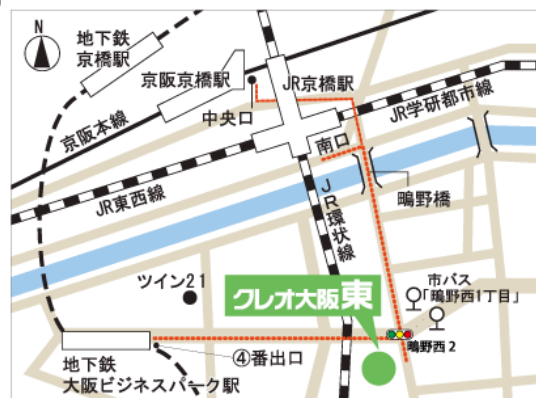 N
地下鉄
京橋駅
京阪京橋駅
JR京橋駅
中央口
京阪本線
JR学研都市線
南口
JR東西線
JR環状線
鴫野橋
ツイン21
クレオ大阪東
市バス
「鴫野西1丁目」
鴫野西2
④番出口
地下鉄
大阪ビジネスパーク駅